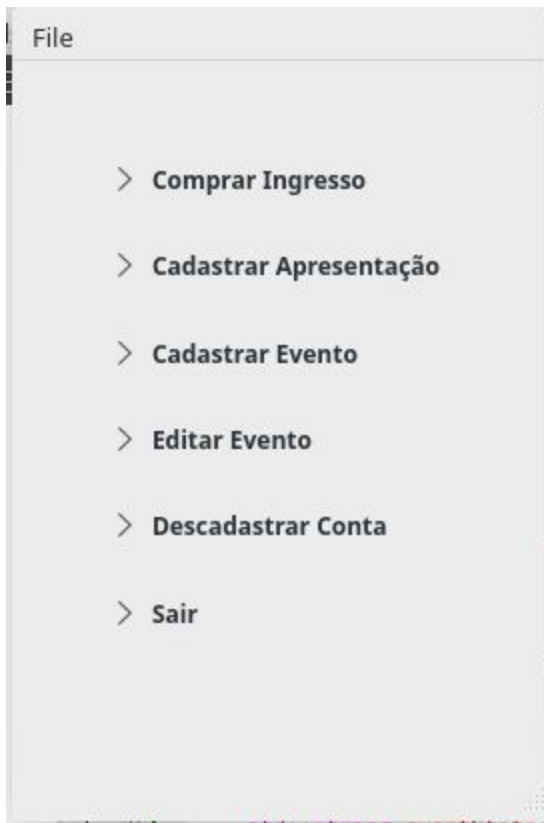 File
Comprar Ingresso
Cadastrar Apresentação
Cadastrar Evento
Editar Evento
Descadastrar Conta
Sair